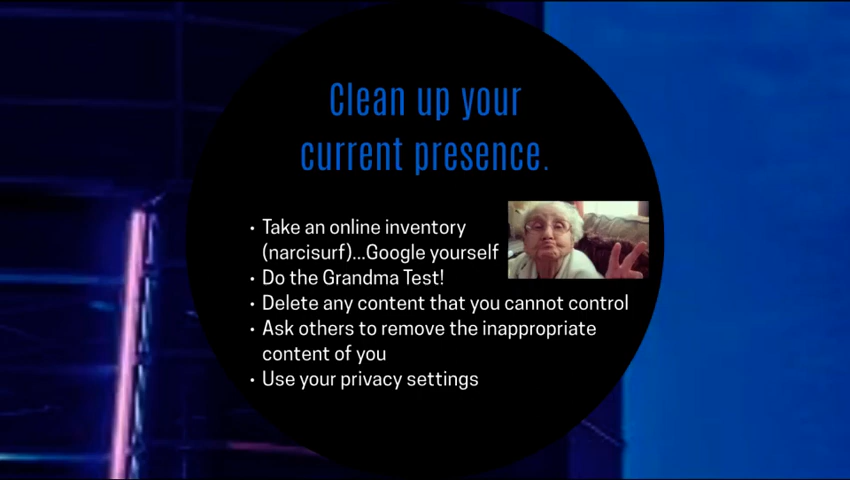 Clean up your
current presence.
• Take an online inventory
(narcisurf)...Google yourself
• Do the Grandma Test!
• Delete any content that you cannot control
• Ask others to remove the inappropriate
content of you
• Use your privacy settings